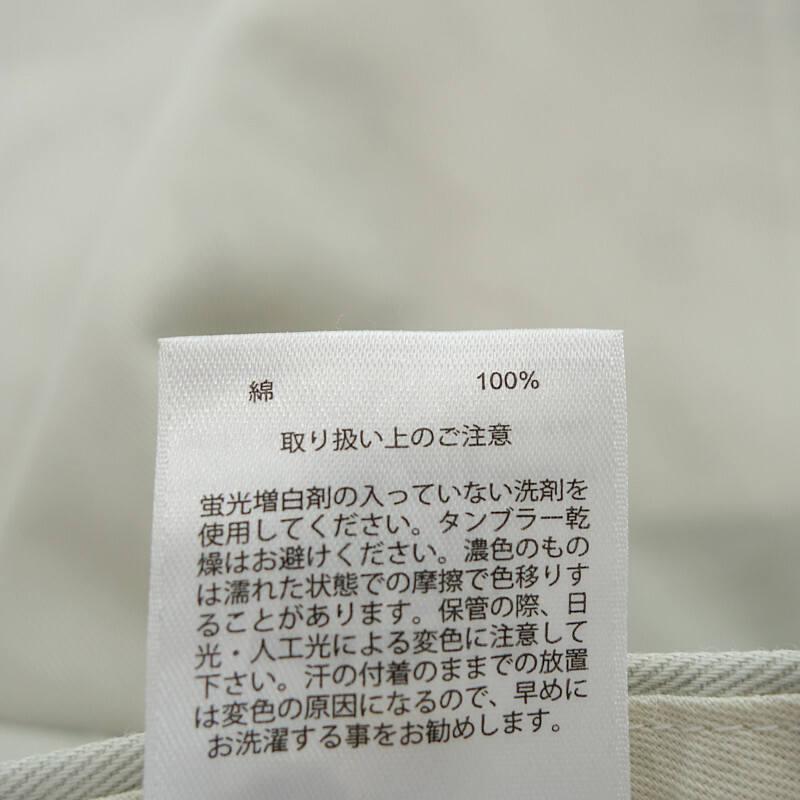 綿 100%
取り扱い上のご注意
蛍光増白剤の入っていない洗剤を
使用してください。タンブラー乾
燥はお避けください。濃色のもの
は濡れた状態での摩擦で色移りす
ることがあります。保管の際、日
光・人工光による変色に注意して
下さい。汗の付着のままでの放置
は変色の原因になるので、早めに
お洗濯する事をお勧めします。